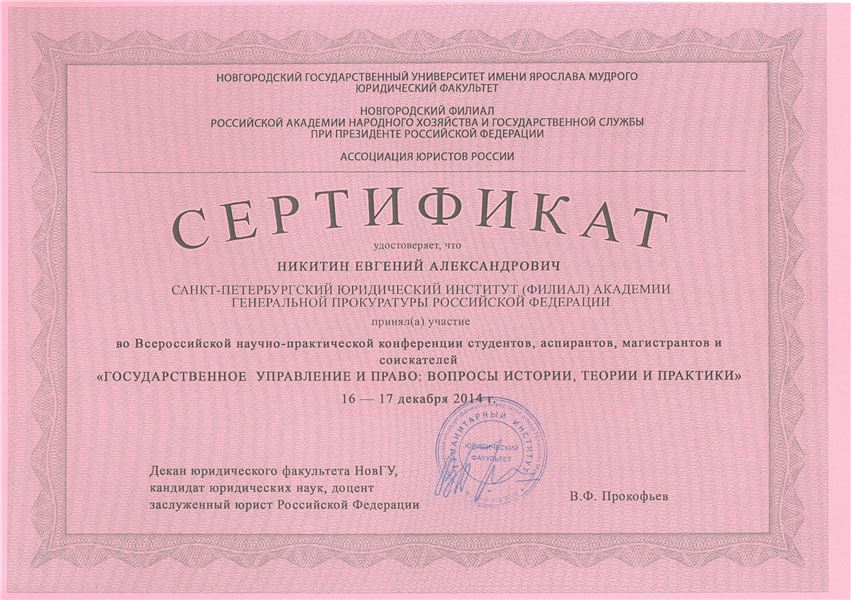 НОВГОРОДСКИЙ ГОСУДАРСТВЕННЫЙ УНИВЕРСИТЕТ ИМЕНИ ЯРОСЛАВА МУДРОГО
ЮРИДИЧЕСКИЙ ФАКУЛЬТЕТ
НОВГОРОДСКИЙ ФИЛИАЛ
РОССИЙСКОЙ АКАДЕМИИ НАРОДНОГО ХОЗЯЙСТВА И ГОСУДАРСТВЕННОЙ СЛУЖБЫ
ПРИ ПРЕЗИДЕНТЕ РОССИЙСКОЙ ФЕДЕРАЦИИ
АССОЦИАЦИЯ ЮРИСТОВ РОССИИ
СЕРТИФИКАТ
удостоверяет, что
НИКИТИН ЕВГЕНИЙ АЛЕКСАНДРОВИЧ
САНКТ-ПЕТЕРБУРГСКИЙ ЮРИДИЧЕСКИЙ ИНСТИТУТ (ФИЛИАЛ) АКАДЕМИИ
ГЕНЕРАЛЬНОЙ ПРОКУРАТУРЫ РОССИЙСКОЙ ФЕДЕРАЦИИ
принял(а) участие
во Всероссийской научно-практической конференции студентов, аспирантов, магистрантов и
соискателей
«ГОСУДАРСТВЕННОЕ УПРАВЛЕНИЕ И ПРАВО: ВОПРОСЫ ИСТОРИИ, ТЕОРИИ И ПРАКТИКИ»
16 — 17 декабря 2014 г.
ГУМАНИТАРНЫЙ ИНСТИТУТ
ЮРИДИЧЕСКИЙ
ФАКУЛЬТЕТ
Декан юридического факультета НовГУ,
кандидат юридических наук, доцент
заслуженный юрист Российской Федерации
В.Ф. Прокофьев